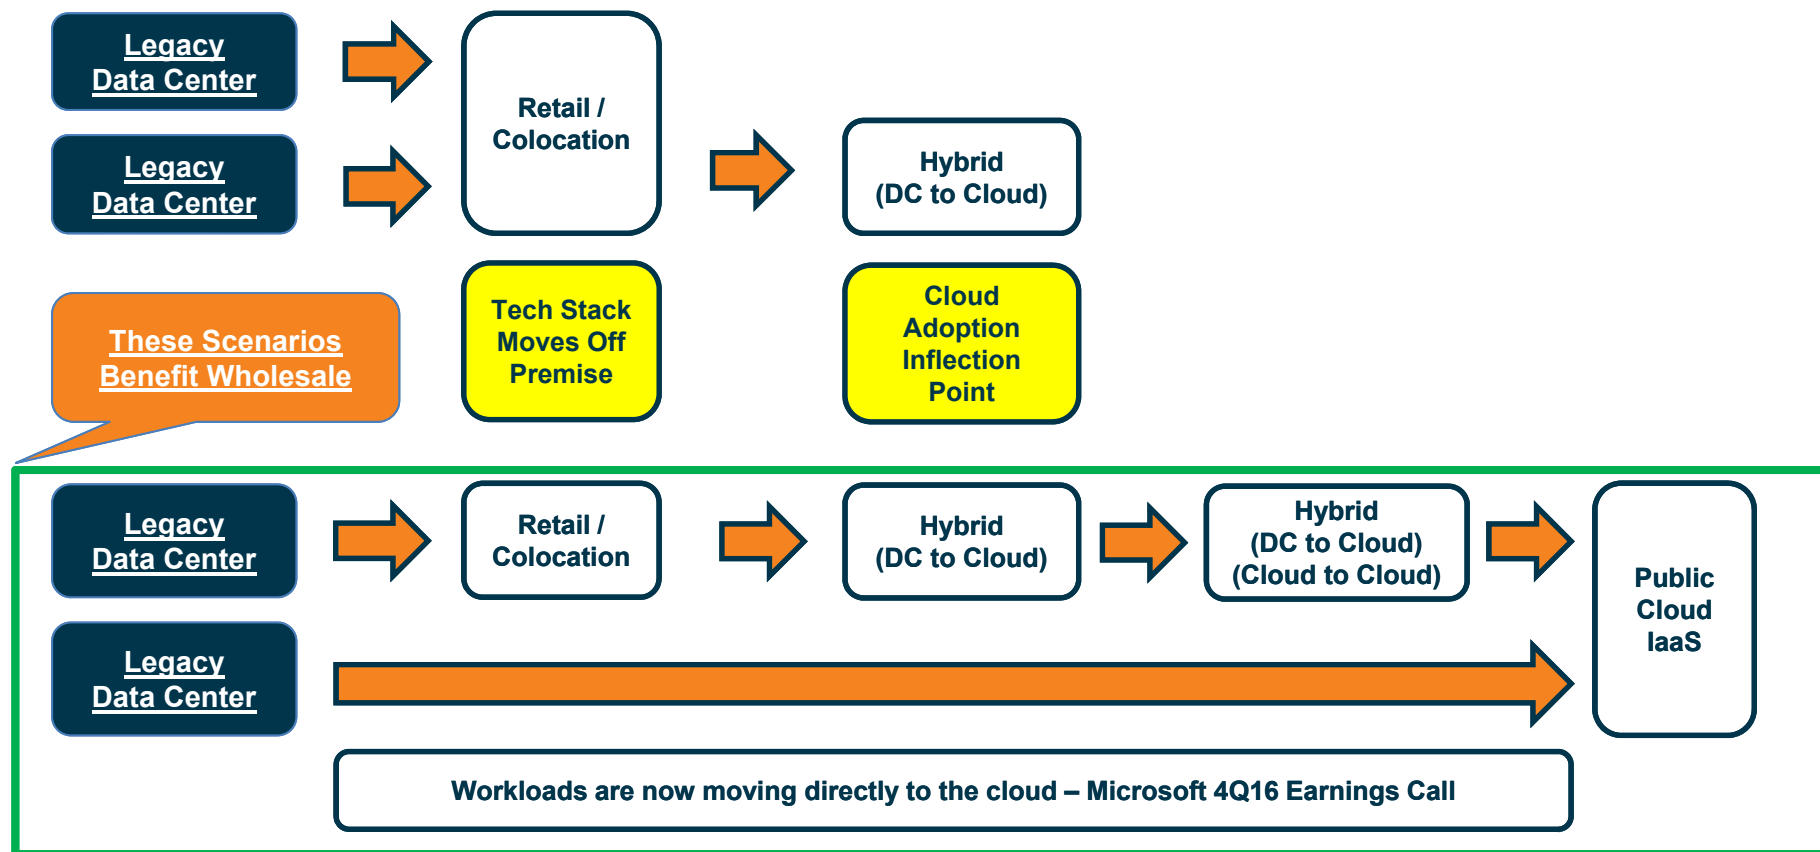 Legacy
Data Center
Retail /
Colocation
Legacy
Data Center
Hybrid
(DC to Cloud)
These Scenarios
Benefit Wholesale
Tech Stack
Moves Off
Premise
Cloud
Adoption
Inflection
Point
Legacy
Data Center
Retail /
Colocation
Hybrid
(DC to Cloud)
Hybrid
(DC to Cloud)
(Cloud to Cloud)
Public
Cloud
IaaS
Legacy
Data Center
Workloads are now moving directly to the cloud – Microsoft 4Q16 Earnings Call